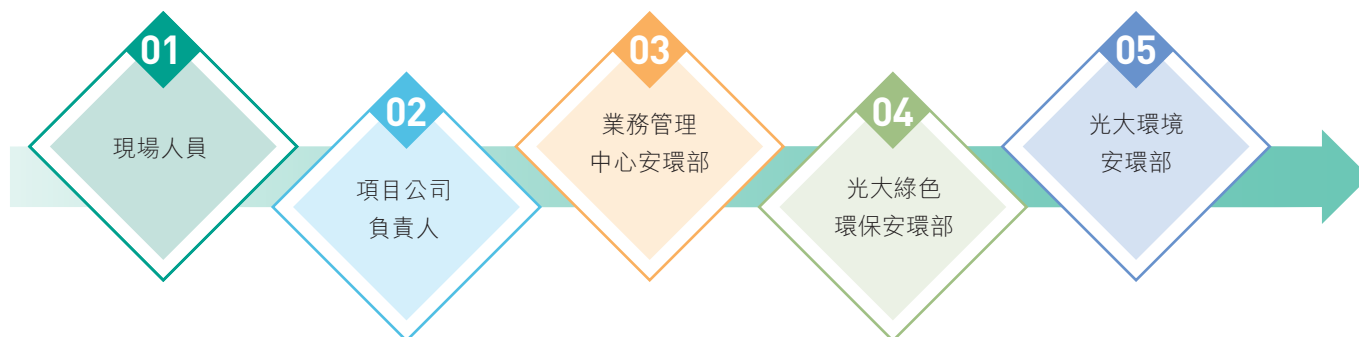 01
現場人員
02
項目公司
負責人
03
業務管理
中心安環部
04
光大綠色
環保安環部
05
光大環境
安環部